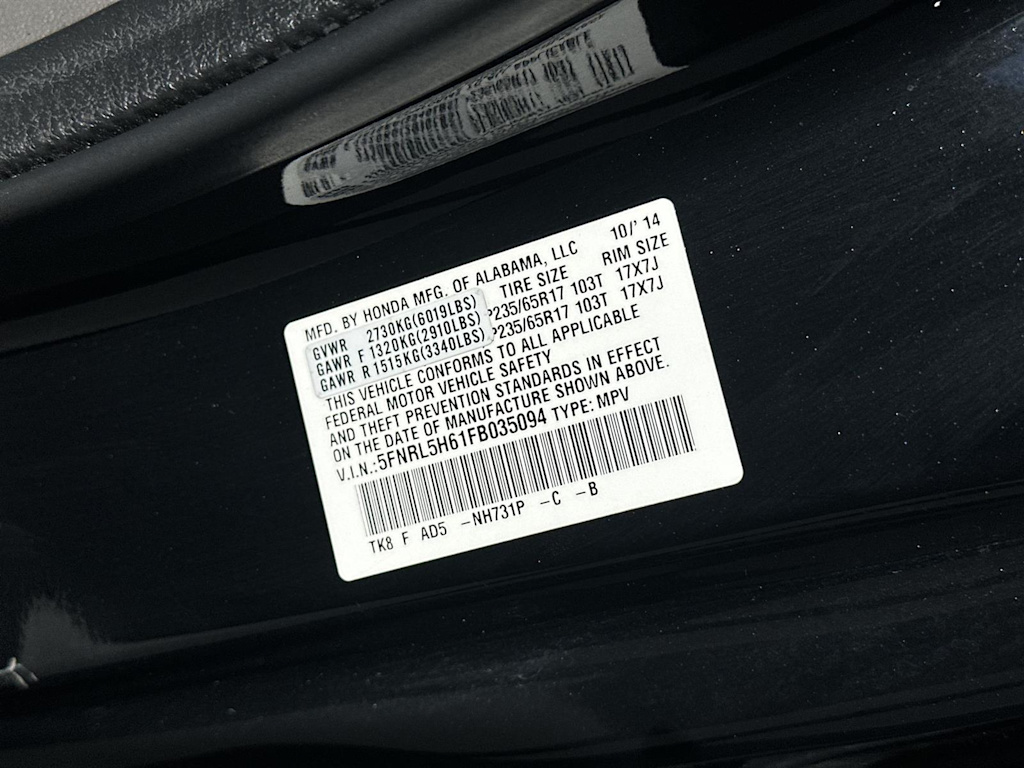 MFD. BY HONDA MFG. OF ALABAMA, LLC 10/' 14
GVWR 2730KG(6019LBS) TIRE SIZE RIM SIZE
GAWR F 1320KG(2910LBS) P235/65R17 103T 17X7J
GAWR R 1515KG(3340LBS) P235/65R17 103T 17X7J
THIS VEHICLE CONFORMS TO ALL APPLICABLE
FEDERAL MOTOR VEHICLE SAFETY
AND THEFT PREVENTION STANDARDS IN EFFECT
ON THE DATE OF MANUFACTURE SHOWN ABOVE.
V.I.N.:5FNRL5H61FB035094 TYPE: MPV
TK8 F AD5 -NH731P -C -B